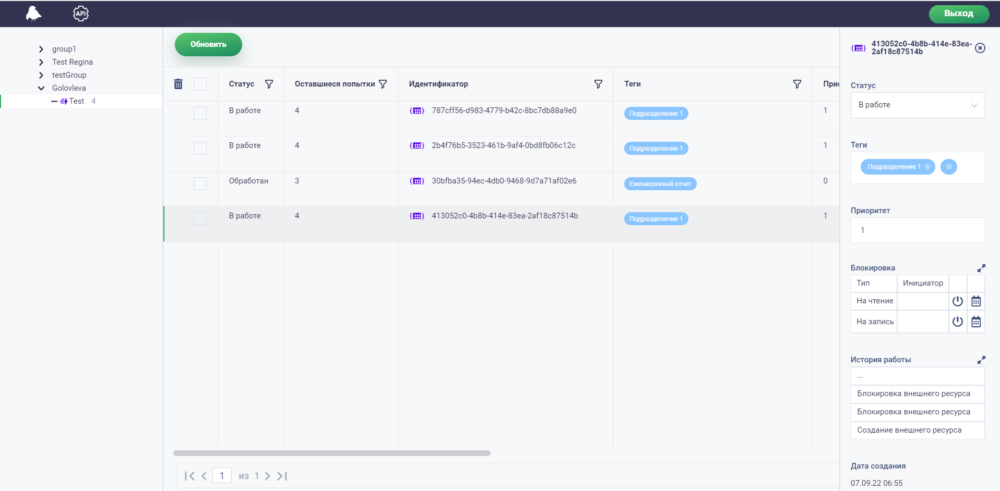 API
Выход
group1
Test Regina
testGroup
Golovleva
Test 4
Обновить
Статус Оставшиеся попытки Идентификатор Теги Прис
В работе 4 787cff56-d983-4779-b42c-8bc7db88a9e0 Подразделение 1 1
В работе 4 2b4f76b5-3523-461b-9af4-0bd8fb06c12c Подразделение 1 1
Обработан 3 30bfba35-94ec-4db0-9468-9d7a71af02e6 Ежемесячный отчет 0
В работе 4 413052c0-4b8b-414e-83ea-2af18c87514b Подразделение 1 1
1 из 1
413052c0-4b8b-414e-83ea-
2af18c87514b
Статус
В работе
Теги
Подразделение 1
Приоритет
1
Блокировка
Тип Инициатор
На чтение
На запись
История работы
...
Блокировка внешнего ресурса
Блокировка внешнего ресурса
Создание внешнего ресурса
Дата создания
07.09.22 06:55